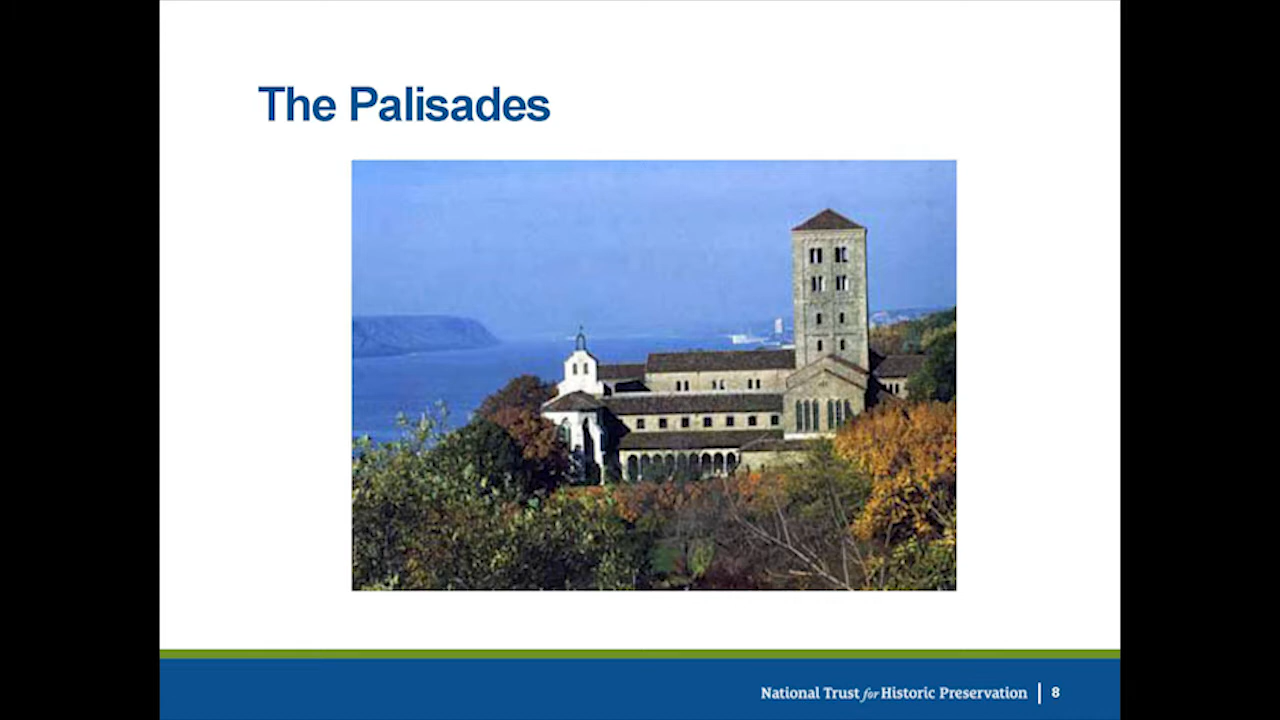 The Palisades
National Trust for Historic Preservation | 8